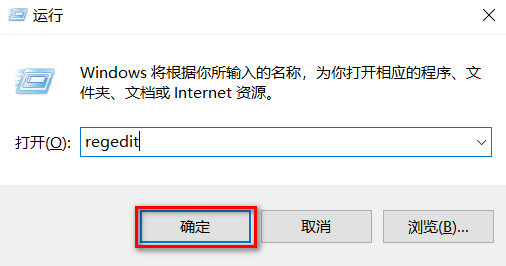 运行
Windows 将根据你所输入的名称，为你打开相应的程序、文
件夹、文档或 Internet 资源。
打开(O): regedit
确定 取消 浏览(B)...